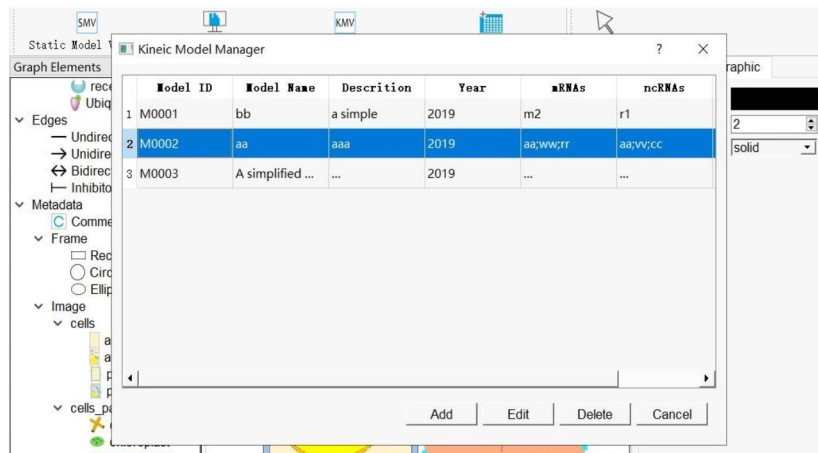 SMV
KMV
Static Model
Kineic Model Manager
?
Graph Elements
raphic
Model ID Model Name Descrition Year mRNAs ncRNAs
1 M0001 bb a simple 2019 m2 r1
2 M0002 aa aaa 2019 aa;ww;rr aa;vv;cc
3 M0003 A simplified ... ... 2019 ... ...
2
solid
rece
Ubiq
Edges
Undirec
Unidire
Bidirec
Inhibito
Metadata
C Comme
Frame
Rec
Circ
Ellip
Image
cells
a
a
p
p
cells_pa
Add Edit Delete Cancel